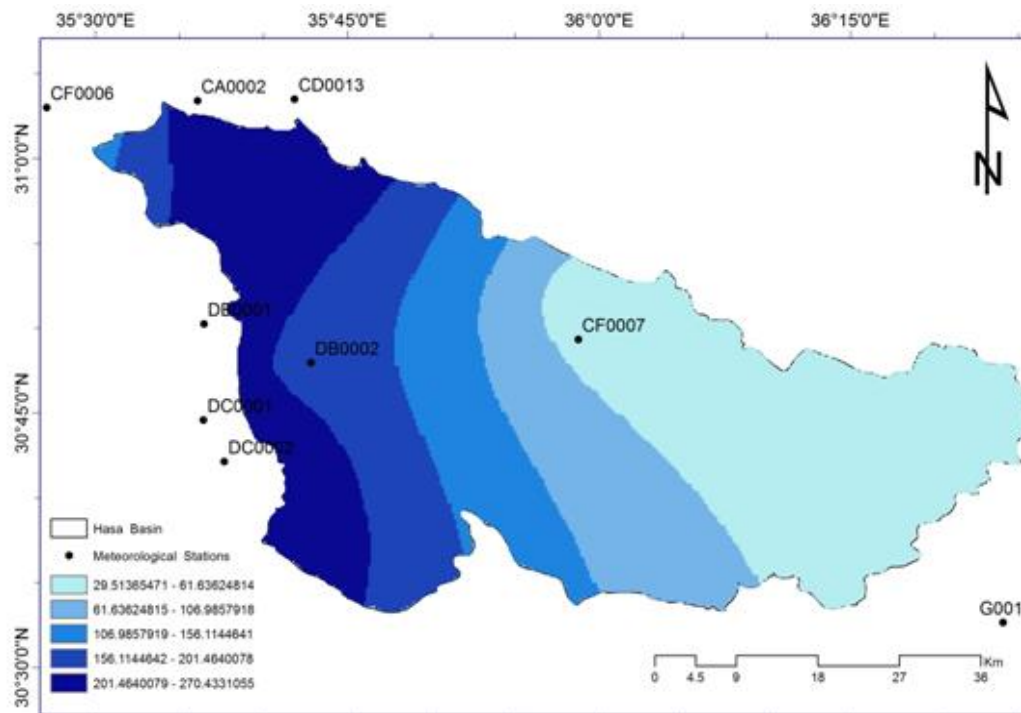 35°30'0"E 35°45'0"E 36°0'0"E 36°15'0"E
CF0006
CA0002
CD0013
31°0'0"N
N
DB0001
CF0007
DB0002
30°45'0"N
DC0001
DC0002
Hasa Basin
Meteorological Stations
29.51365471 - 61.63624814
61.63624815 - 106.9857918
106.9857919 - 156.1144641
156.1144642 - 201.4640078
201.4640079 - 270.4331055
G001
30°30'0"N
Km
0 4.5 9 18 27 36